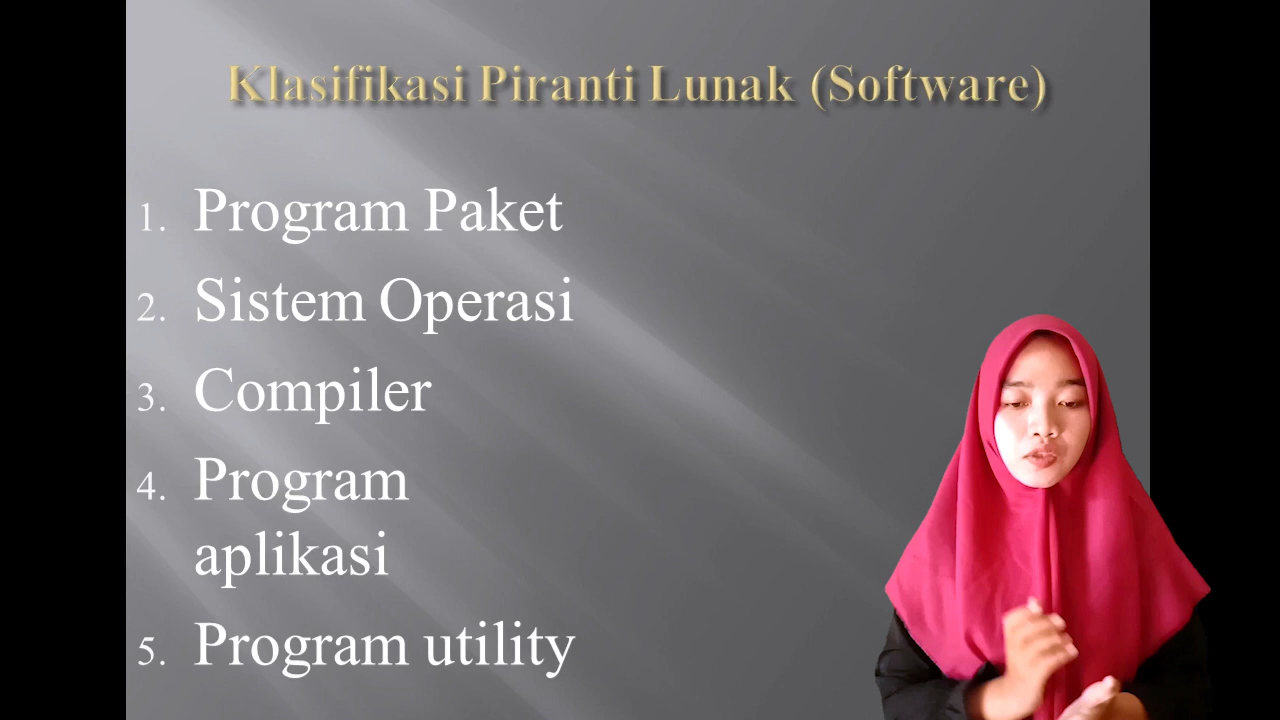 Klasifikasi Piranti Lunak (Software)
1. Program Paket
2. Sistem Operasi
3. Compiler
4. Program
aplikasi
5. Program utility